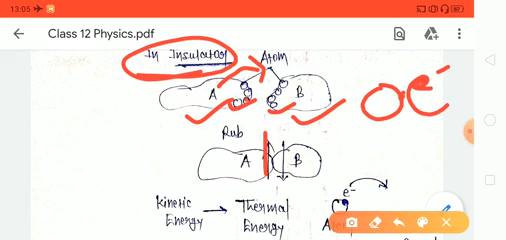 13:05
Class 12 Physics.pdf
In Insulator
Atom
A B
e-
Rub
A B
e-
Kinetic Energy → Thermal Energy